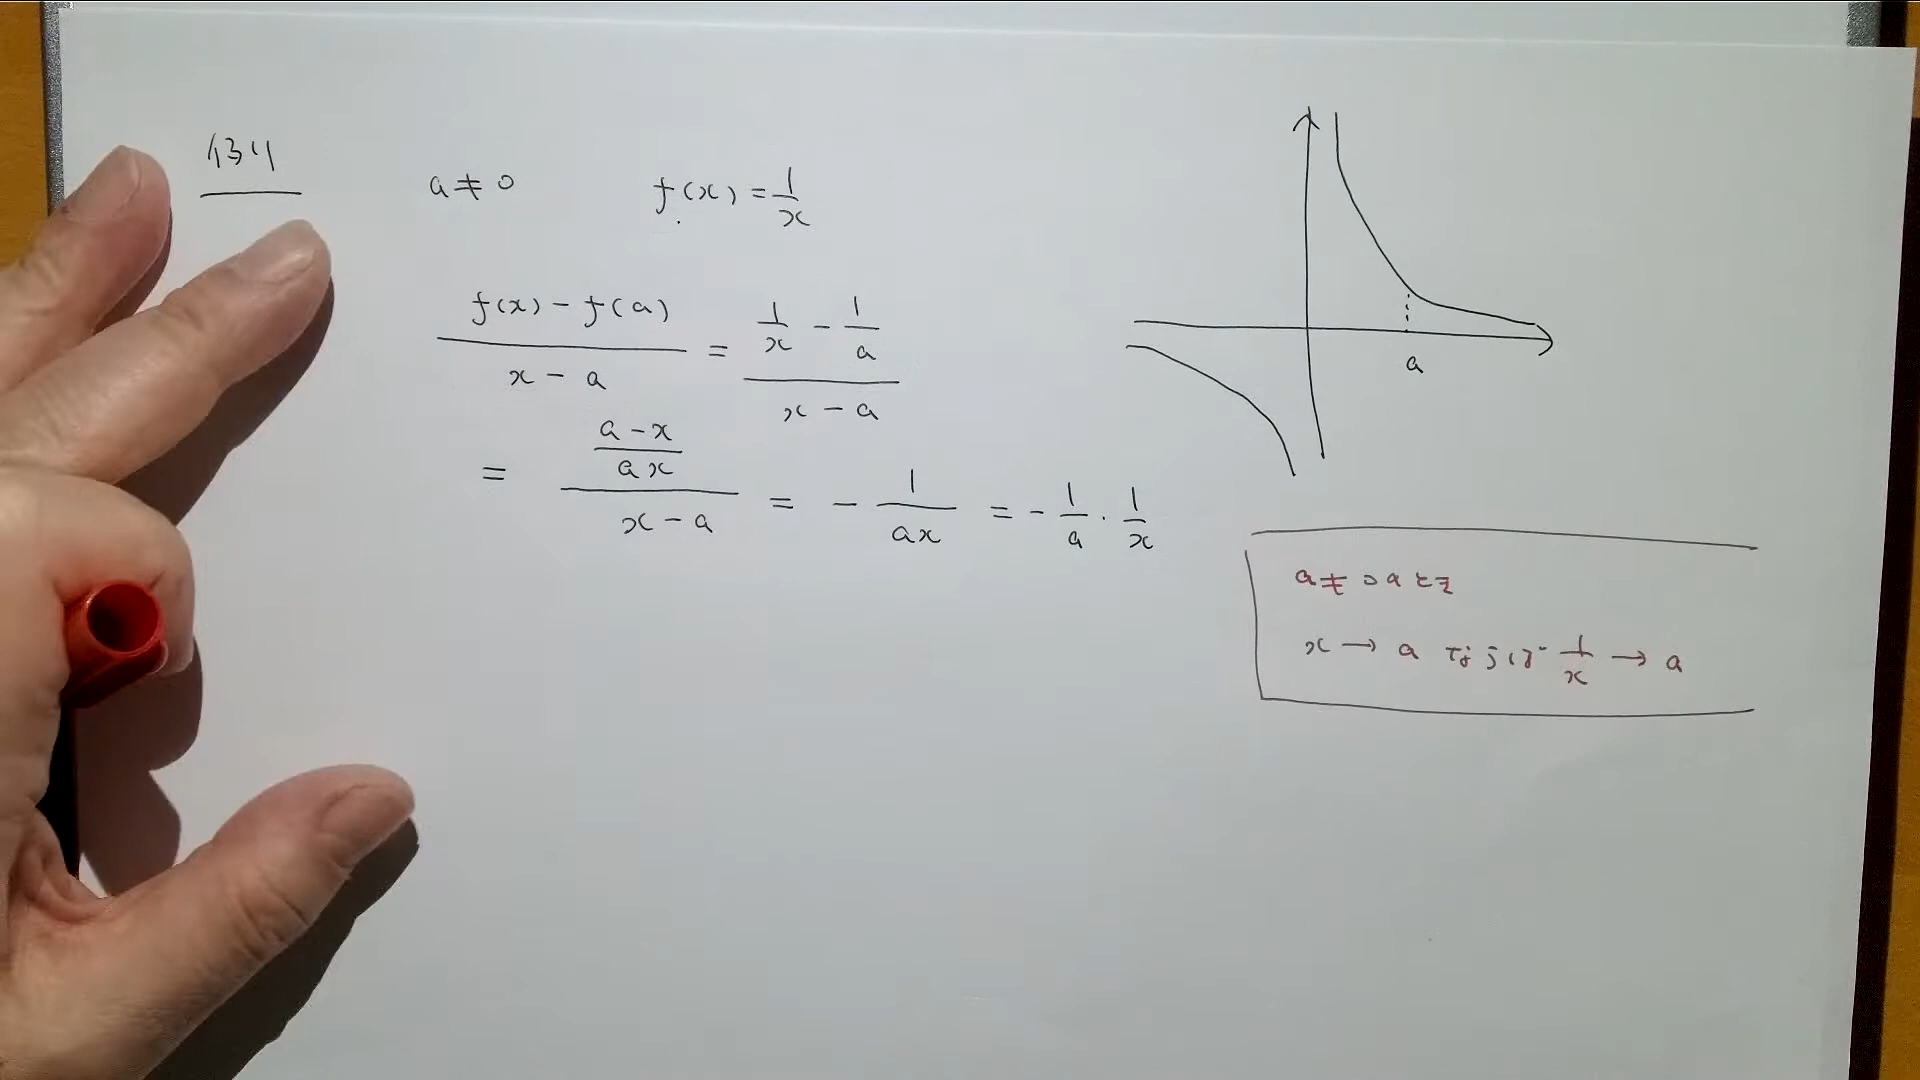 例
a ≠ 0  f(x) = 1/x
(f(x) - f(a))/(x - a) = (1/x - 1/a)/(x - a)
= ((a - x)/(ax))/(x - a) = - 1/(ax) = - 1/a · 1/x
a
a ≠ 0 のとき
x → a ならば 1/x → a